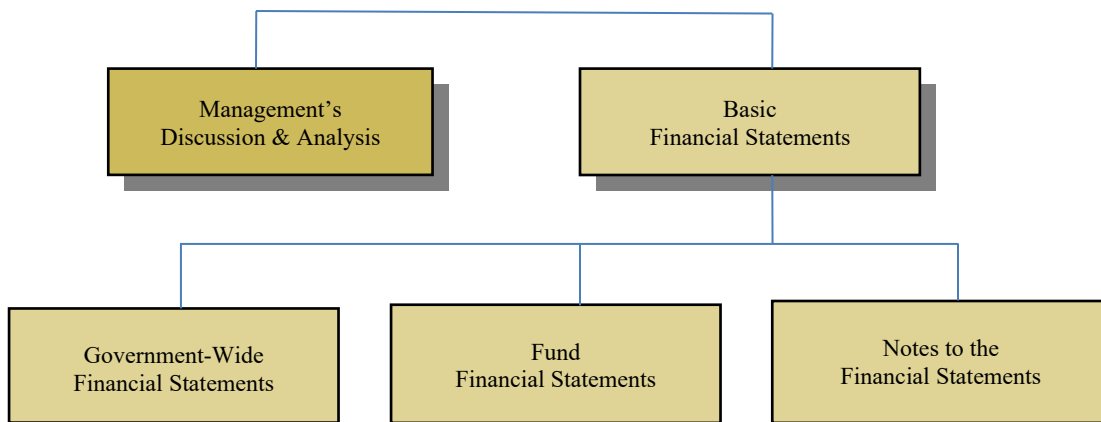 Management’s
Discussion & Analysis
Basic
Financial Statements
Government-Wide
Financial Statements
Fund
Financial Statements
Notes to the
Financial Statements